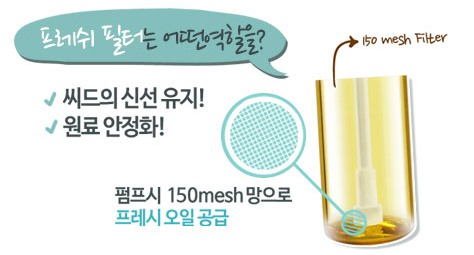 프레쉬 필터는 어떤역할을?
150 mesh Filter
씨드의 신선 유지!
원료 안정화!
펌프시 150mesh 망으로
프레시 오일 공급